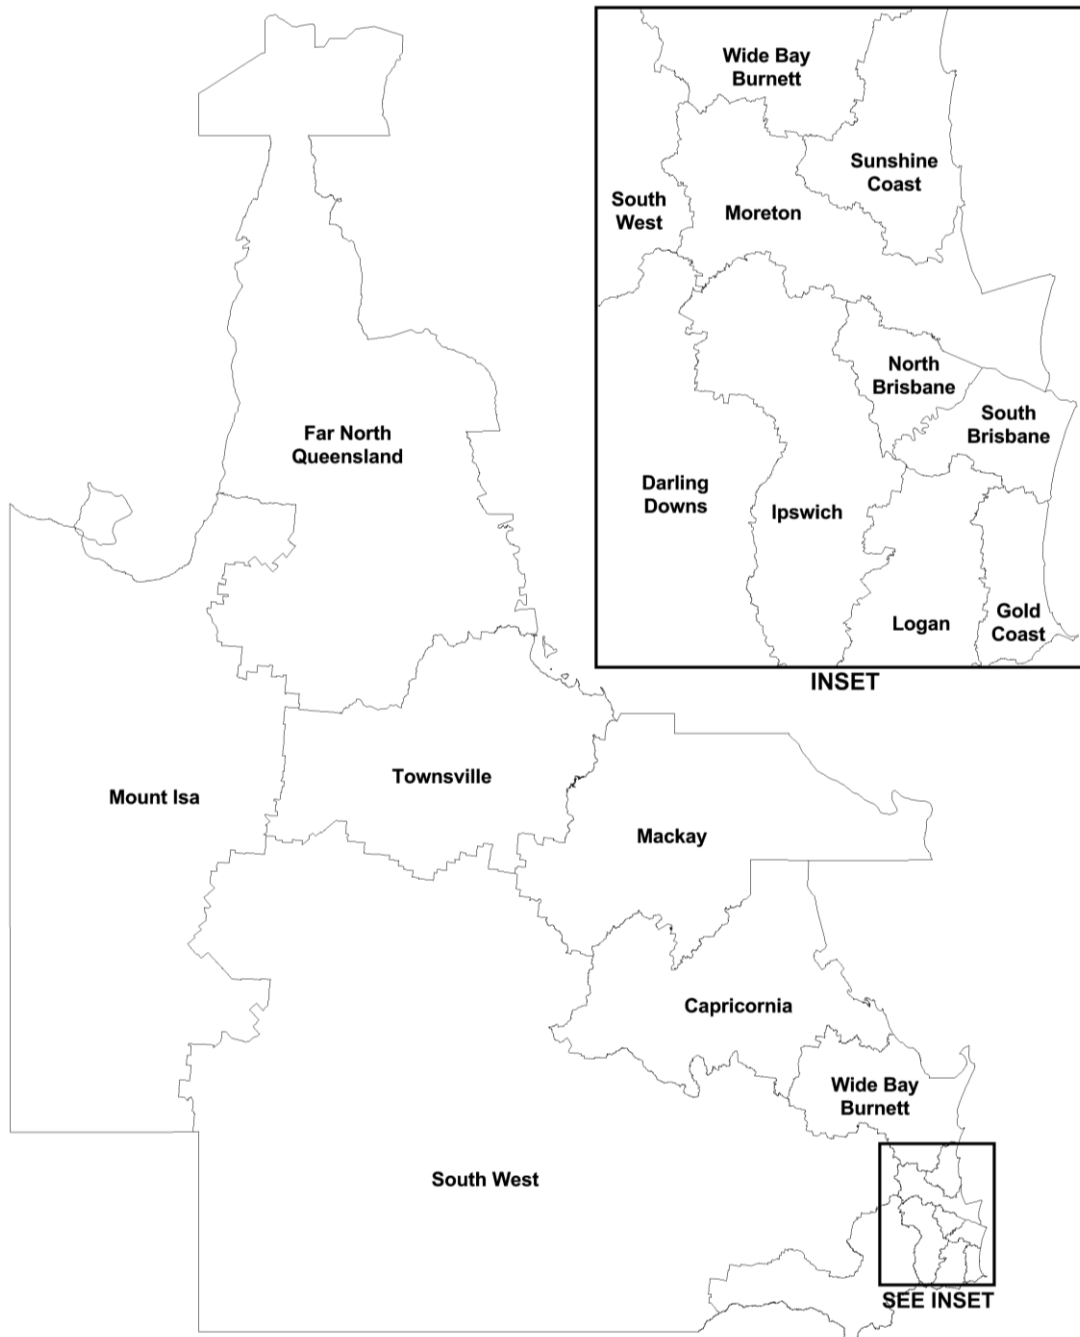 Wide Bay
Burnett
Sunshine
Coast
South
West
Moreton
North
Brisbane
South
Brisbane
Darling
Downs
Ipswich
Logan
Gold
Coast
INSET
Far North
Queensland
Mount Isa
Townsville
Mackay
Capricornia
Wide Bay
Burnett
South West
SEE INSET